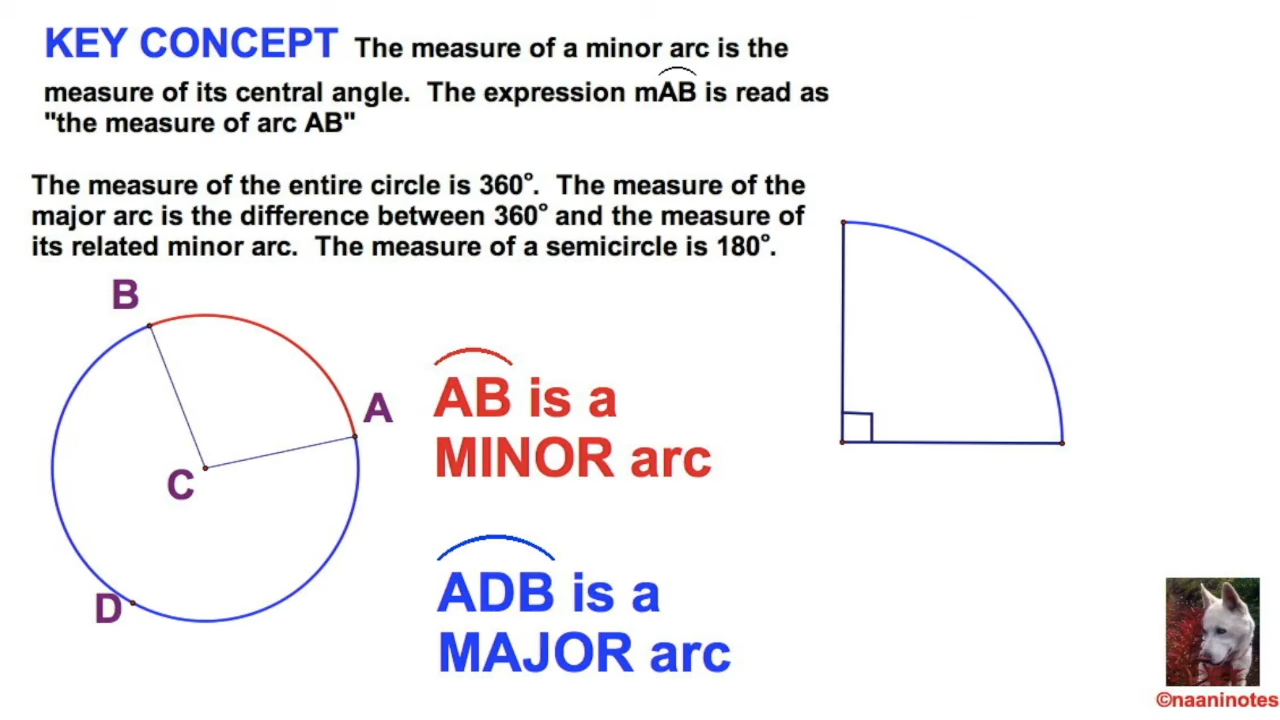 KEY CONCEPT The measure of a minor arc is the
measure of its central angle. The expression mAB is read as
"the measure of arc AB"
The measure of the entire circle is 360°. The measure of the
major arc is the difference between 360° and the measure of
its related minor arc. The measure of a semicircle is 180°.
B
A
C
D
AB is a
MINOR arc
ADB is a
MAJOR arc
©naaninotes